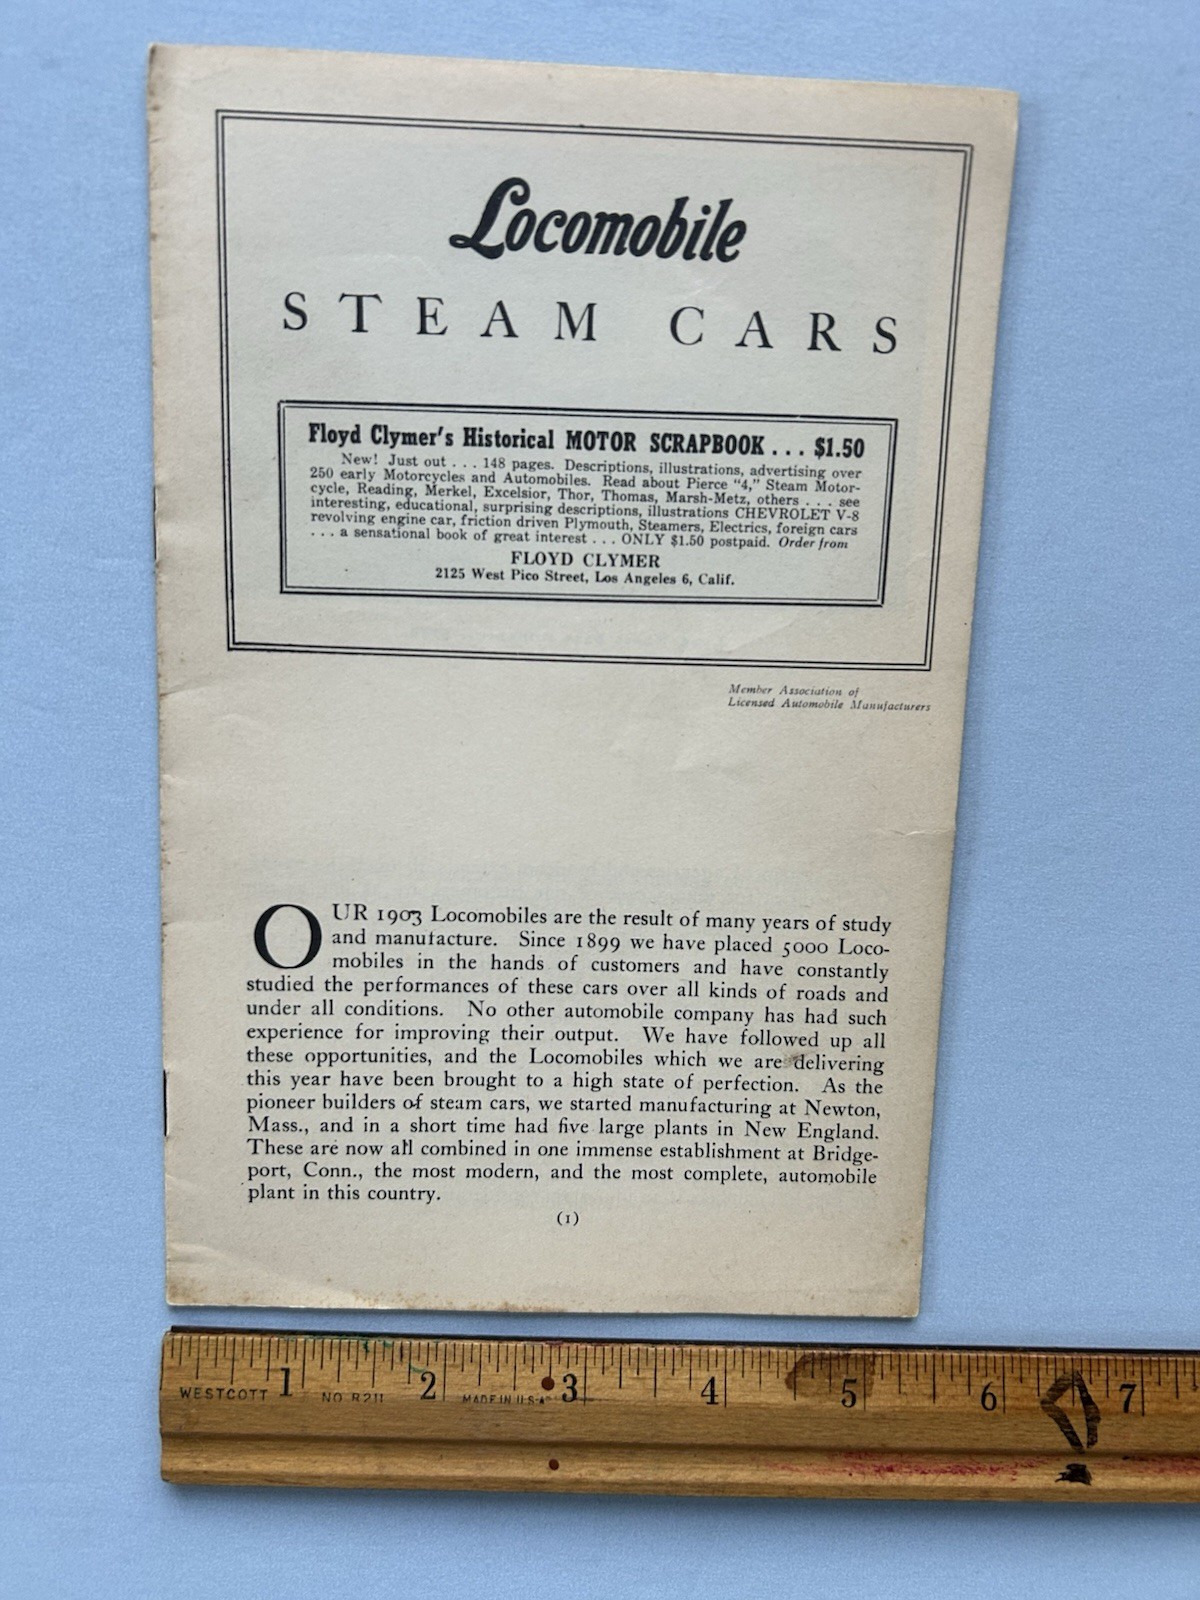 Locomobile
STEAM CARS
Floyd Clymer's Historical MOTOR SCRAPBOOK . . . $1.50
New! Just out . . . 148 pages. Descriptions, illustrations, advertising over
250 early Motorcycles and Automobiles. Read about Pierce "4," Steam Motor-
cycle, Reading, Merkel, Excelsior, Thor, Thomas, Marsh-Metz, others . . . see
interesting, educational, surprising descriptions, illustrations CHEVROLET V-8
revolving engine car, friction driven Plymouth, Steamers, Electrics, foreign cars
. . . a sensational book of great interest . . . ONLY $1.50 postpaid. Order from
FLOYD CLYMER
2125 West Pico Street, Los Angeles 6, Calif.
Member Association of
Licensed Automobile Manufacturers
OUR 1903 Locomobiles are the result of many years of study
and manufacture. Since 1899 we have placed 5000 Loco-
mobiles in the hands of customers and have constantly
studied the performances of these cars over all kinds of roads and
under all conditions. No other automobile company has had such
experience for improving their output. We have followed up all
these opportunities, and the Locomobiles which we are delivering
this year have been brought to a high state of perfection. As the
pioneer builders of steam cars, we started manufacturing at Newton,
Mass., and in a short time had five large plants in New England.
These are now all combined in one immense establishment at Bridge-
port, Conn., the most modern, and the most complete, automobile
plant in this country.
(1)
1 2 3 4 5 6 7
WESTCOTT NO R211 MADE IN U.S.A.